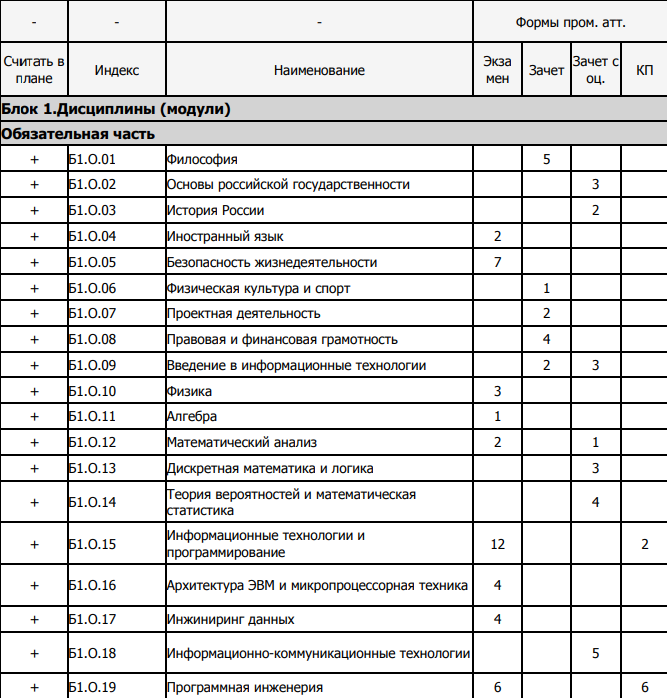 - - - Формы пром. атт.
Считать в плане Индекс Наименование Экза мен Зачет Зачет с оц. КП
Блок 1.Дисциплины (модули)
Обязательная часть
+ Б1.О.01 Философия 5
+ Б1.О.02 Основы российской государственности 3
+ Б1.О.03 История России 2
+ Б1.О.04 Иностранный язык 2
+ Б1.О.05 Безопасность жизнедеятельности 7
+ Б1.О.06 Физическая культура и спорт 1
+ Б1.О.07 Проектная деятельность 2
+ Б1.О.08 Правовая и финансовая грамотность 4
+ Б1.О.09 Введение в информационные технологии 2 3
+ Б1.О.10 Физика 3
+ Б1.О.11 Алгебра 1
+ Б1.О.12 Математический анализ 2 1
+ Б1.О.13 Дискретная математика и логика 3
+ Б1.О.14 Теория вероятностей и математическая
статистика 4
+ Б1.О.15 Информационные технологии и
программирование 12 2
+ Б1.О.16 Архитектура ЭВМ и микропроцессорная техника 4
+ Б1.О.17 Инжиниринг данных 4
+ Б1.О.18 Информационно-коммуникационные технологии 5
+ Б1.О.19 Программная инженерия 6 6